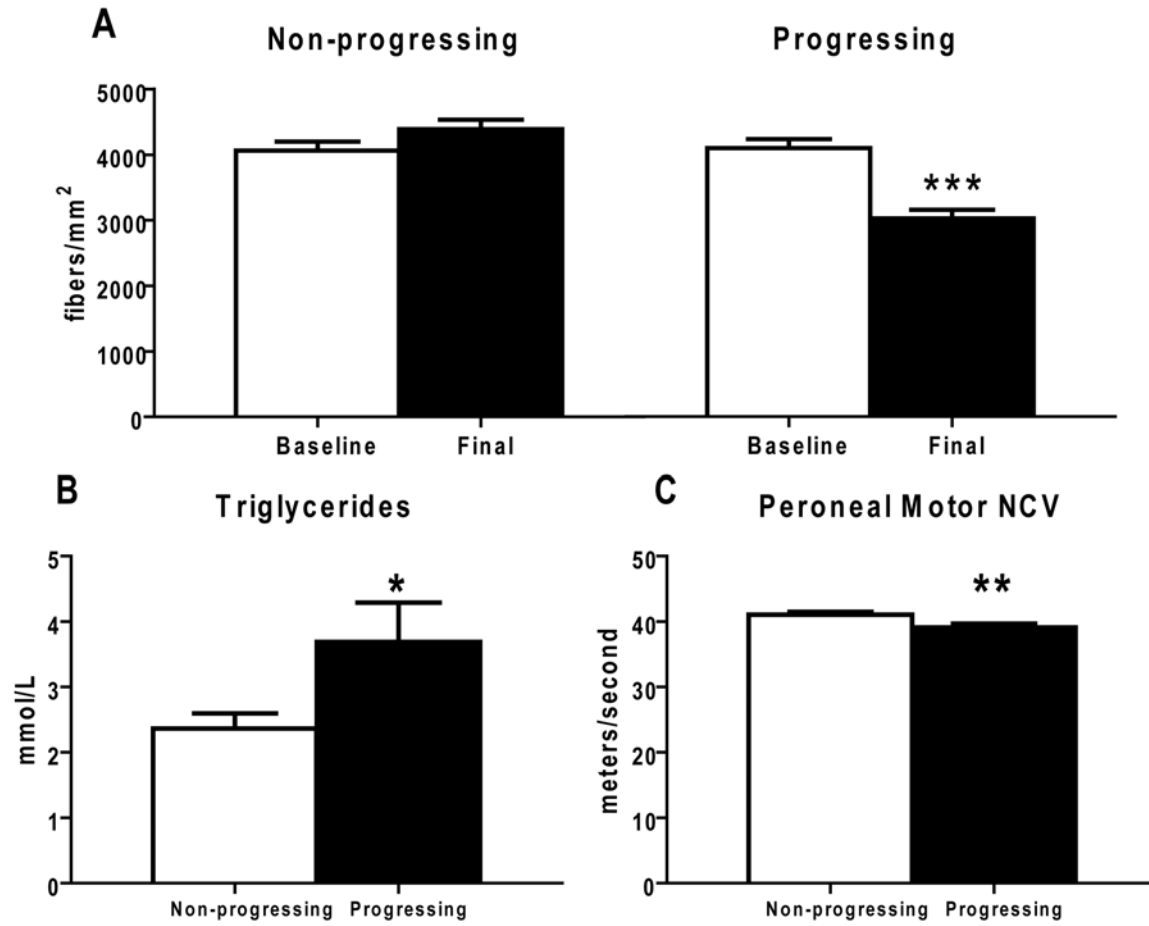 A
Non-progressing
Progressing
fibers/mm²
5000
4000
3000
2000
1000
0
***
Baseline
Final
Baseline
Final
B
Triglycerides
mmol/L
5
4
3
2
1
0
*
Non-progressing
Progressing
C
Peroneal Motor NCV
meters/second
50
40
30
20
10
0
**
Non-progressing
Progressing